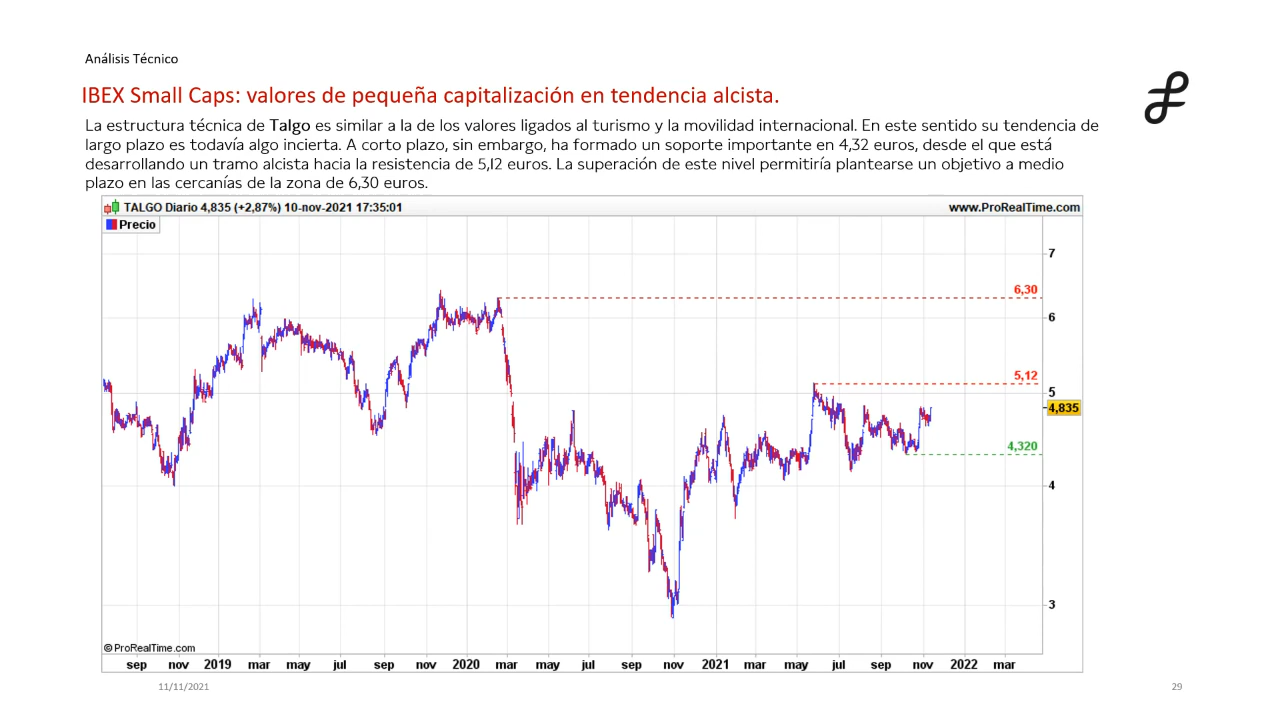 Análisis Técnico
IBEX Small Caps: valores de pequeña capitalización en tendencia alcista.
La estructura técnica de Talgo es similar a la de los valores ligados al turismo y la movilidad internacional. En este sentido su tendencia de
largo plazo es todavía algo incierta. A corto plazo, sin embargo, ha formado un soporte importante en 4,32 euros, desde el que está
desarrollando un tramo alcista hacia la resistencia de 5,12 euros. La superación de este nivel permitiría plantearse un objetivo a medio
plazo en las cercanías de la zona de 6,30 euros.
TALGO Diario 4,835 (+2,87%) 10-nov-2021 17:35:01 www.ProRealTime.com
Precio
7
6,30
6
5,12
5
4,835
4,320
4
3
© ProRealTime.com
sep nov 2019 mar may jul sep nov 2020 mar may jul sep nov 2021 mar may jul sep nov 2022 mar
11/11/2021 29